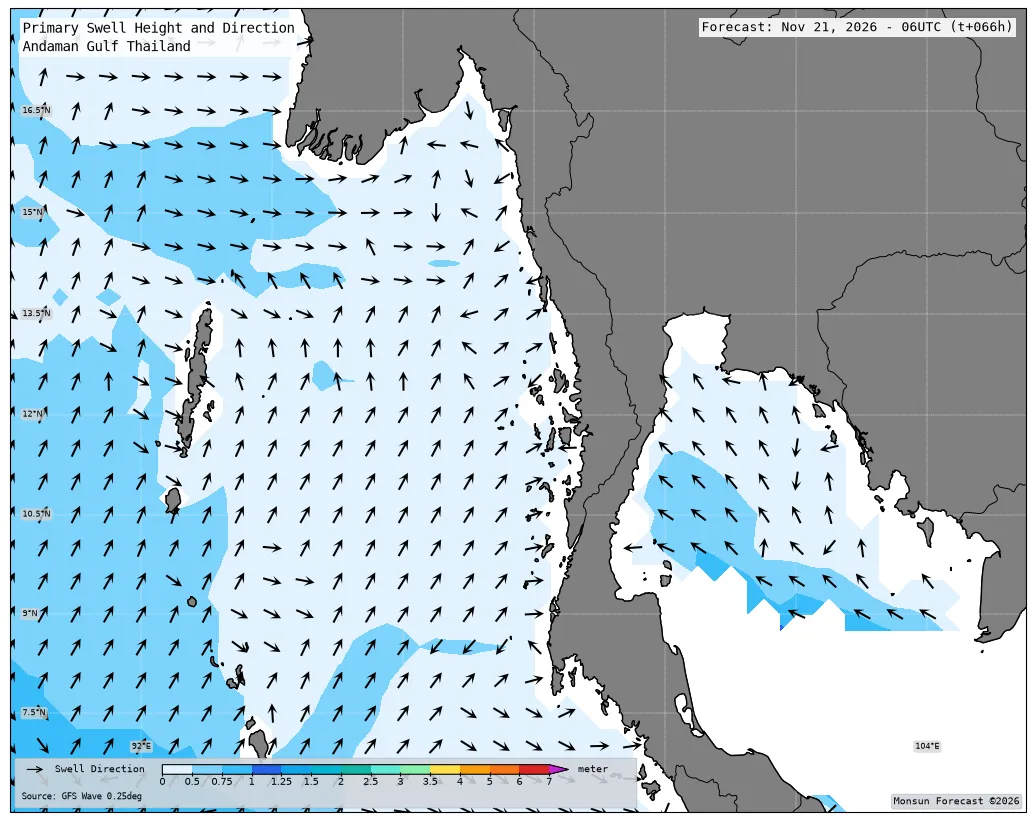 Primary Swell Height and Direction
Andaman Gulf Thailand
Forecast: Nov 21, 2026 - 06UTC (t+066h)
16.5°N
15°N
13.5°N
12°N
10.5°N
9°N
7.5°N
92°E
104°E
Swell Direction
meter
0 0.5 0.75 1 1.25 1.5 2 2.5 3 3.5 4 5 6 7
Source: GFS Wave 0.25deg
Monsun Forecast ©2026